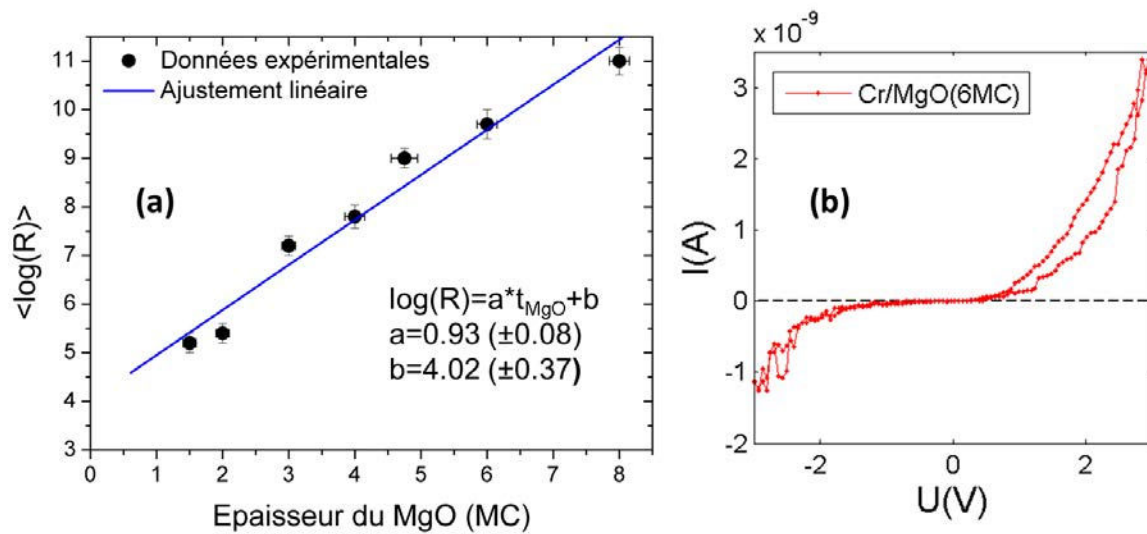 Données expérimentales
Ajustement linéaire
(a)
11
10
9
8
7
6
5
4
3
<log(R)>
log(R)=a*t_MgO+b
a=0.93 (±0.08)
b=4.02 (±0.37)
0 1 2 3 4 5 6 7 8
Epaisseur du MgO (MC)
x 10⁻⁹
Cr/MgO(6MC)
(b)
3
2
1
0
-1
-2
I(A)
-2 0 2
U(V)